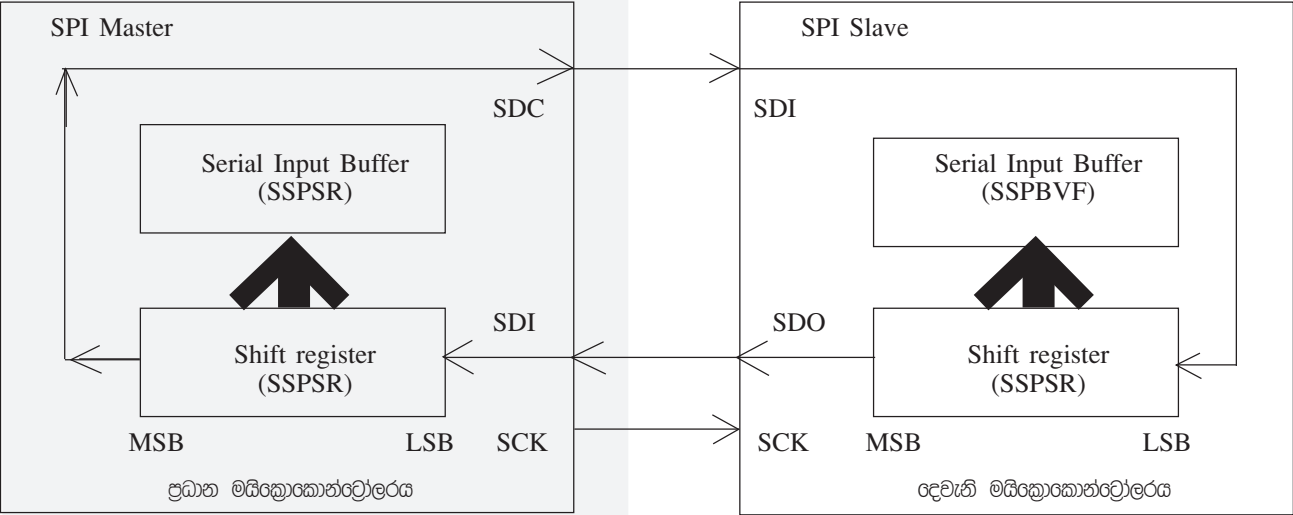 SPI Master
SDC
Serial Input Buffer
(SSPSR)
SDI
Shift register
(SSPSR)
MSB
LSB
SCK
ප්‍රධාන මයික්‍රොකොන්ට්‍රෝලරය
SPI Slave
SDI
Serial Input Buffer
(SSPBVF)
SDO
Shift register
(SSPSR)
SCK
MSB
LSB
දෙවැනි මයික්‍රොකොන්ට්‍රෝලරය